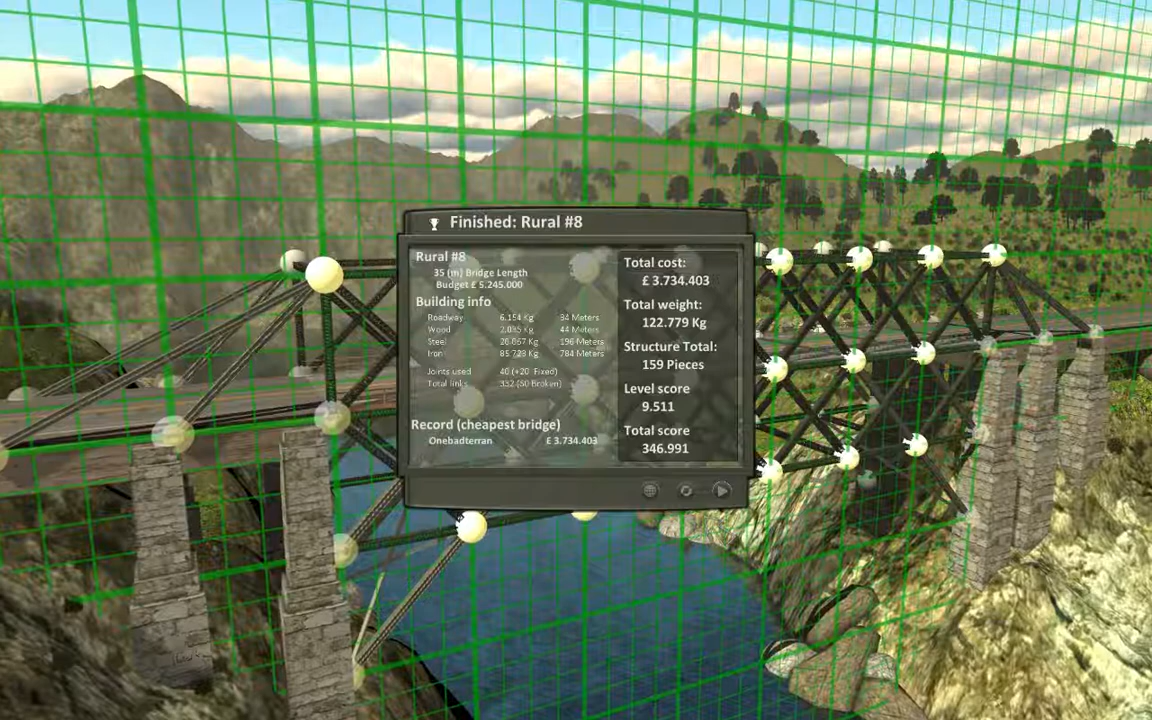 Finished: Rural #8
Rural #8
35 (m) Bridge Length
Budget £ 5.245.000
Building info
Roadway 6.154 Kg 34 Meters
Wood 2.035 Kg 44 Meters
Steel 28.867 Kg 196 Meters
Iron 85.723 Kg 784 Meters
Joints used 40 (+20 Fixed)
Total links 332 (50 Broken)
Record (cheapest bridge)
Onebadterran £ 3.734.403
Total cost:
£ 3.734.403
Total weight:
122.779 Kg
Structure Total:
159 Pieces
Level score
9.511
Total score
346.991